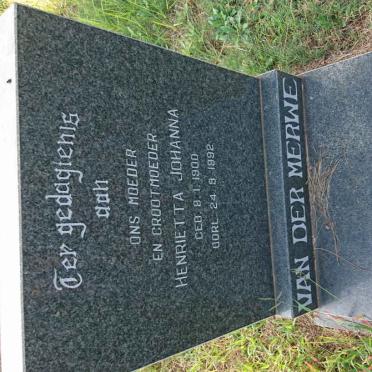 Ter gedagtenis
aan
ONS MOEDER
EN GROOTMOEDER
HENRIETTA JOHANNA
GEB. 8-1-1900
OORL. 24-9-1992
VAN DER MERWE